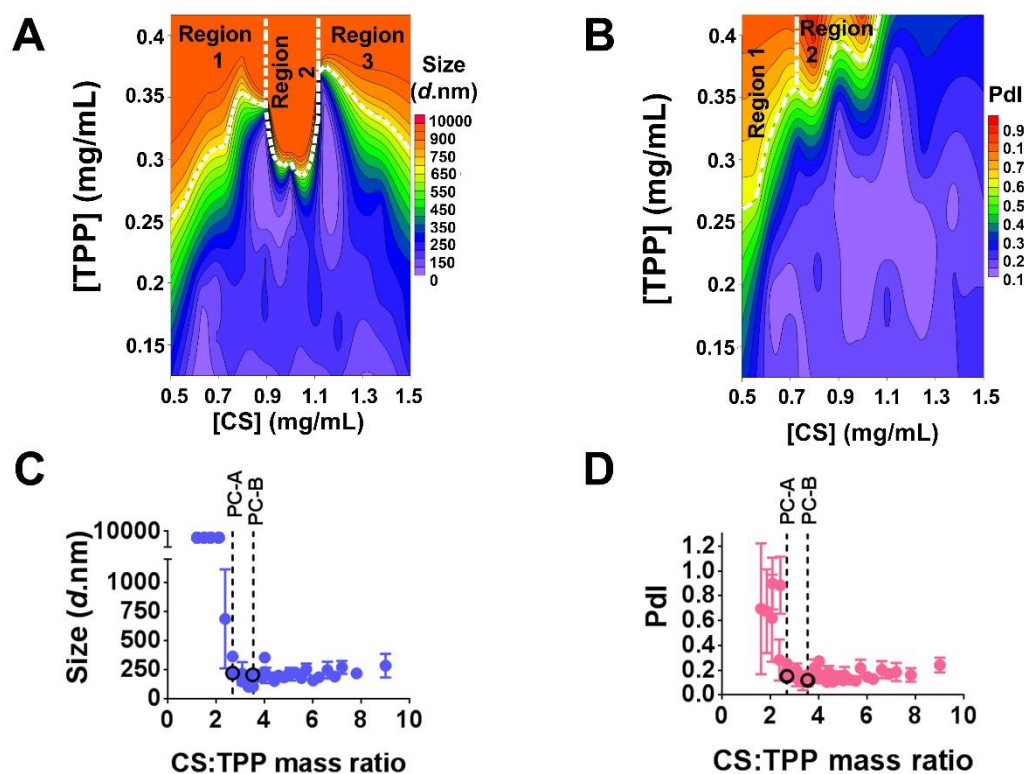 A
Region 1
Region 2
Region 3
[TPP] (mg/mL)
0.4
0.35
0.3
0.25
0.2
0.15
0.5 0.7 0.9 1.1 1.3 1.5
[CS] (mg/mL)
Size
(d.nm)
10000
900
750
650
550
450
350
250
150
0
B
Region 1
Region 2
[TPP] (mg/mL)
0.4
0.35
0.3
0.25
0.2
0.15
0.5 0.7 0.9 1.1 1.3 1.5
[CS] (mg/mL)
PdI
0.9
0.9
0.8
0.7
0.6
0.5
0.4
0.3
0.2
0.1
C
PC-A
PC-B
Size (d.nm)
10000
1000
750
500
250
0
0 2 4 6 8 10
CS:TPP mass ratio
D
PC-A
PC-B
PdI
1.2
1.0
0.8
0.6
0.4
0.2
0.0
0 2 4 6 8 10
CS:TPP mass ratio